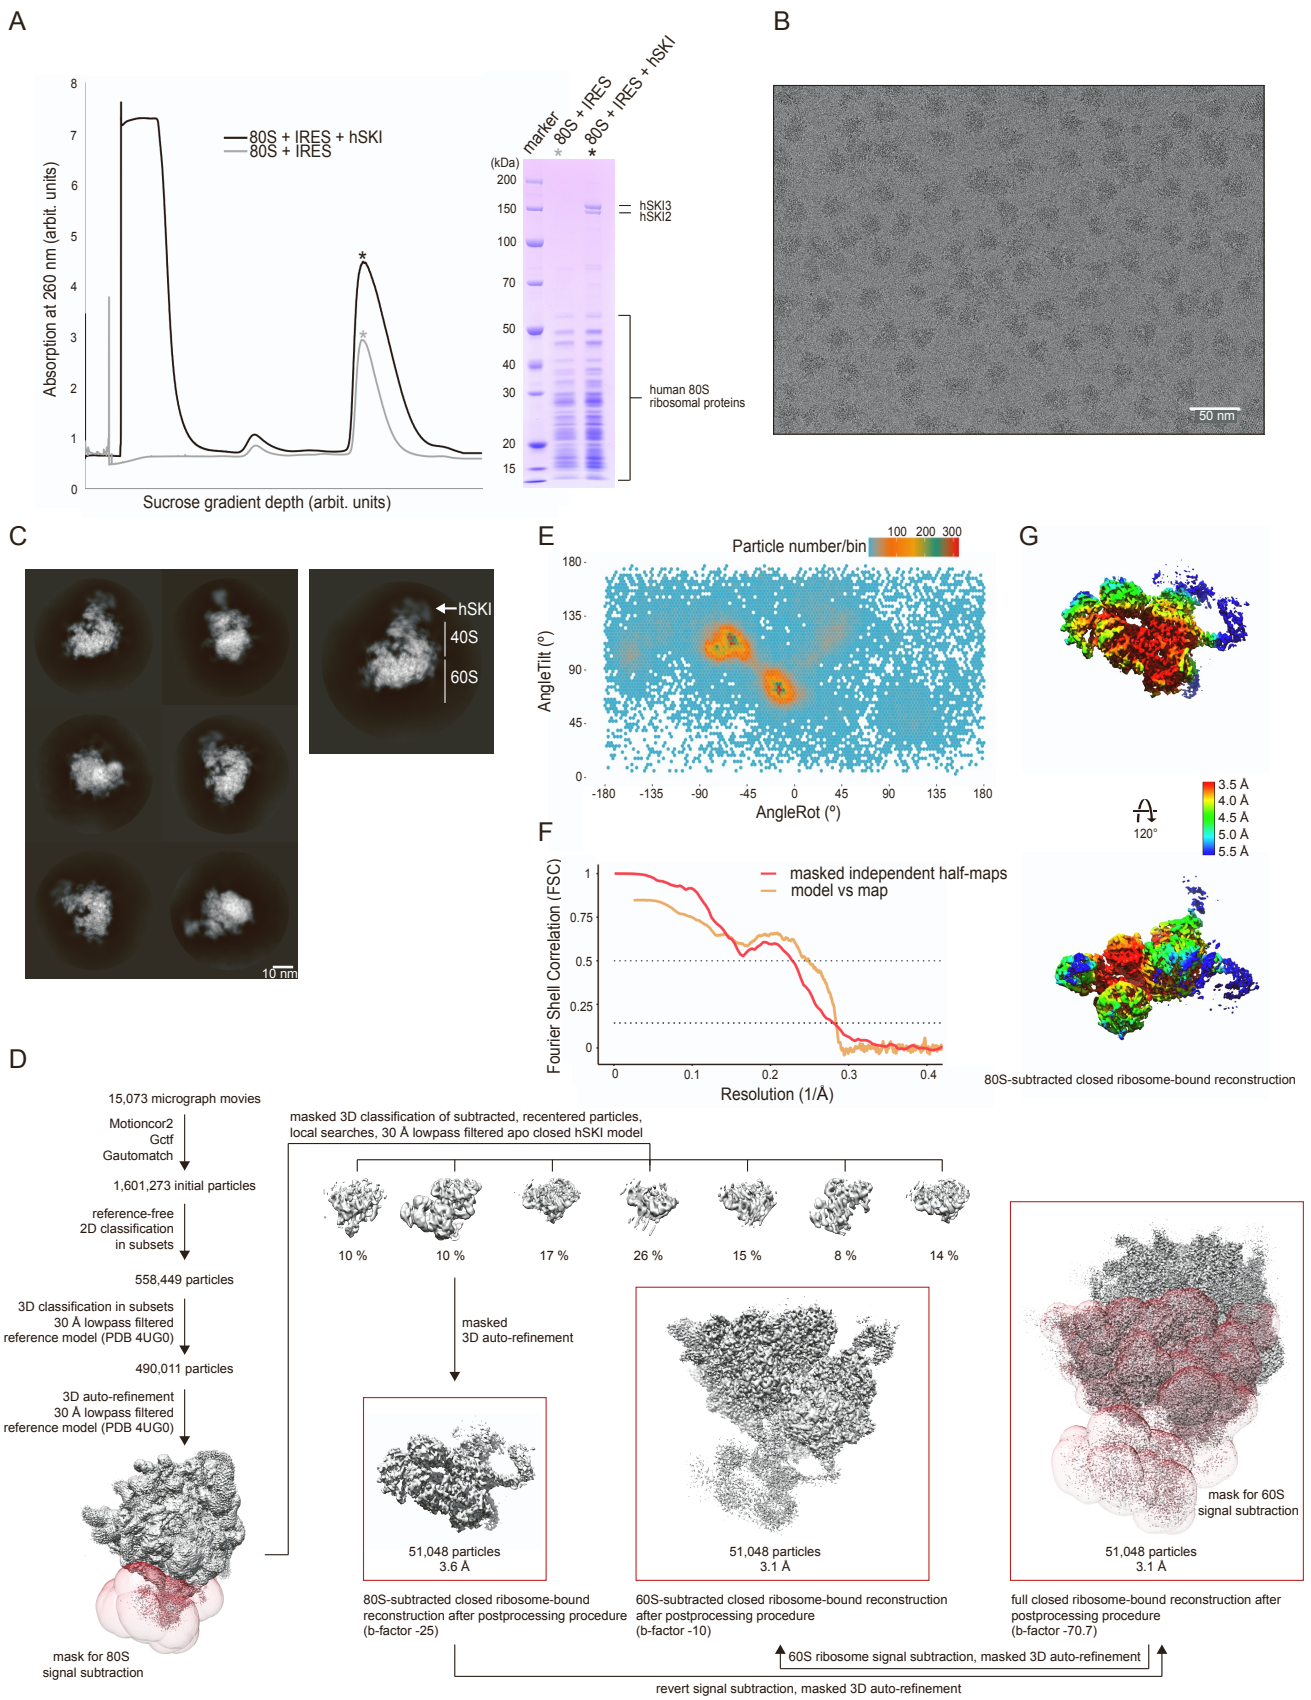 A
8
7
6
5
4
3
2
1
0
Absorption at 260 nm (arbit. units)
Sucrose gradient depth (arbit. units)
80S + IRES + hSKI
80S + IRES
*
*
marker
80S + IRES
80S + IRES + hSKI
*
*
(kDa)
200
150
100
70
50
40
30
20
15
hSKI3
hSKI2
human 80S
ribosomal proteins
B
50 nm
C
hSKI
40S
60S
10 nm
E
Particle number/bin
100 200 300
180
135
90
45
0
AngleTilt (°)
-180 -135 -90 -45 0 45 90 135 180
AngleRot (º)
F
masked independent half-maps
model vs map
1
0.75
0.5
0.25
0
Fourier Shell Correlation (FSC)
0 0.1 0.2 0.3 0.4
Resolution (1/Å)
G
120°
3.5 Å
4.0 Å
4.5 Å
5.0 Å
5.5 Å
80S-subtracted closed ribosome-bound reconstruction
D
15,073 micrograph movies
Motioncor2
Gctf
Gautomatch
1,601,273 initial particles
reference-free
2D classification
in subsets
558,449 particles
3D classification in subsets
30 Å lowpass filtered
reference model (PDB 4UG0)
490,011 particles
3D auto-refinement
30 Å lowpass filtered
reference model (PDB 4UG0)
mask for 80S
signal subtraction
masked 3D classification of subtracted, recentered particles,
local searches, 30 Å lowpass filtered apo closed hSKI model
10 % 10 % 17 % 26 % 15 % 8 % 14 %
masked
3D auto-refinement
51,048 particles
3.6 Å
80S-subtracted closed ribosome-bound
reconstruction after postprocessing procedure
(b-factor -25)
51,048 particles
3.1 Å
60S-subtracted closed ribosome-bound reconstruction
after postprocessing procedure
(b-factor -10)
mask for 60S
signal subtraction
51,048 particles
3.1 Å
full closed ribosome-bound reconstruction after
postprocessing procedure
(b-factor -70.7)
60S ribosome signal subtraction, masked 3D auto-refinement
revert signal subtraction, masked 3D auto-refinement